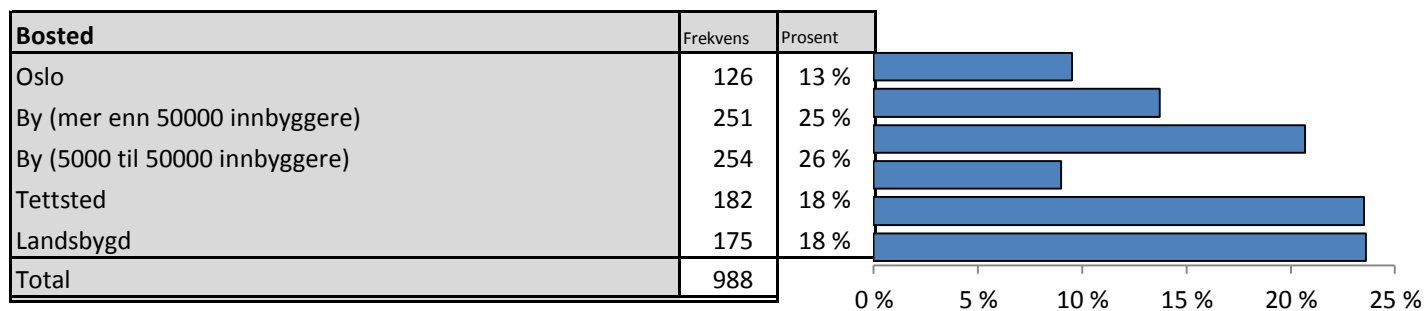 Bosted Frekvens Prosent
Oslo 126 13 %
By (mer enn 50000 innbyggere) 251 25 %
By (5000 til 50000 innbyggere) 254 26 %
Tettsted 182 18 %
Landsbygd 175 18 %
Total 988
0 % 5 % 10 % 15 % 20 % 25 %